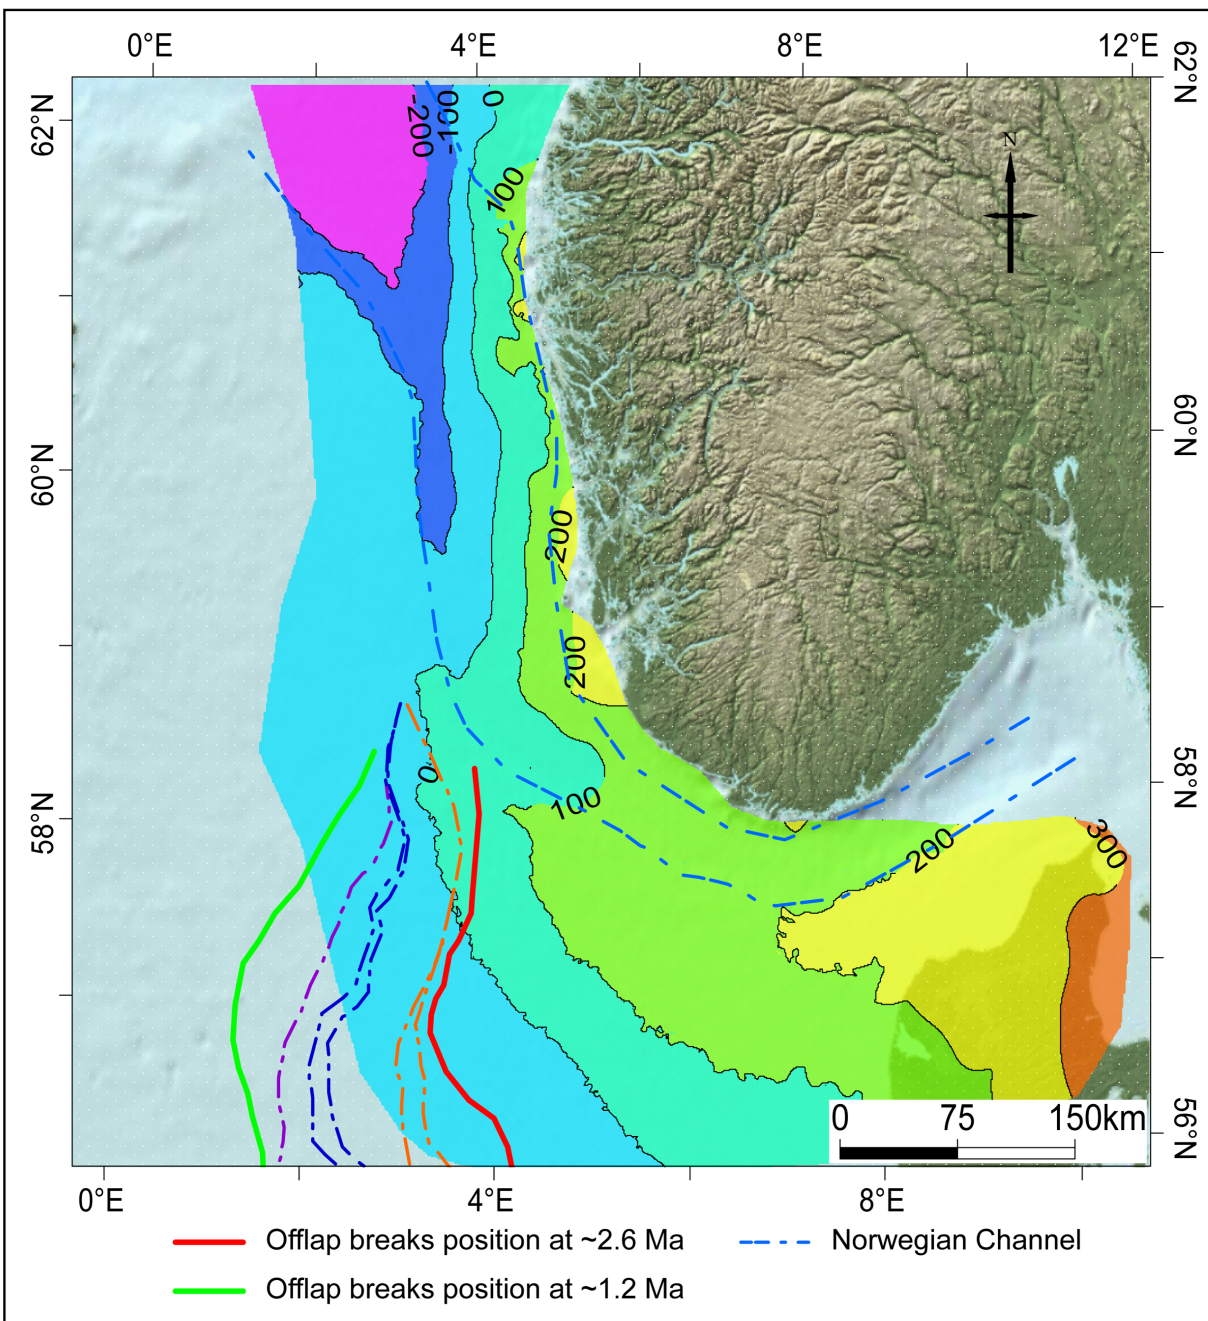 0°E 4°E 8°E 12°E
62°N
62°N
-200
-100
0
100
N
60°N
60°N
200
200
0
100
58°N
58°N
200
300
0 75 150km
56°N
0°E 4°E 8°E
Offlap breaks position at ~2.6 Ma
Norwegian Channel
Offlap breaks position at ~1.2 Ma